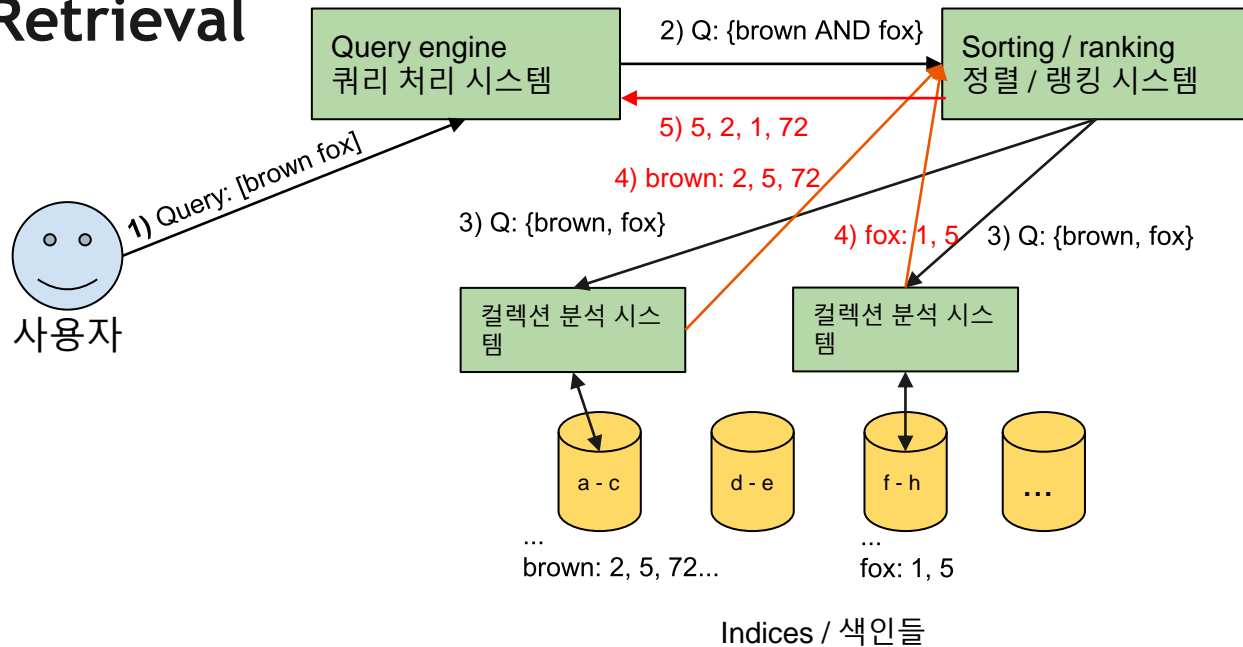 Retrieval
Query engine
쿼리 처리 시스템
2) Q: {brown AND fox}
Sorting / ranking
정렬 / 랭킹 시스템
5) 5, 2, 1, 72
1) Query: [brown fox]
4) brown: 2, 5, 72
3) Q: {brown, fox}
4) fox: 1, 5
3) Q: {brown, fox}
사용자
컬렉션 분석 시스
템
컬렉션 분석 시스
템
a - c
d - e
f - h
...
...
brown: 2, 5, 72...
...
fox: 1, 5
Indices / 색인들